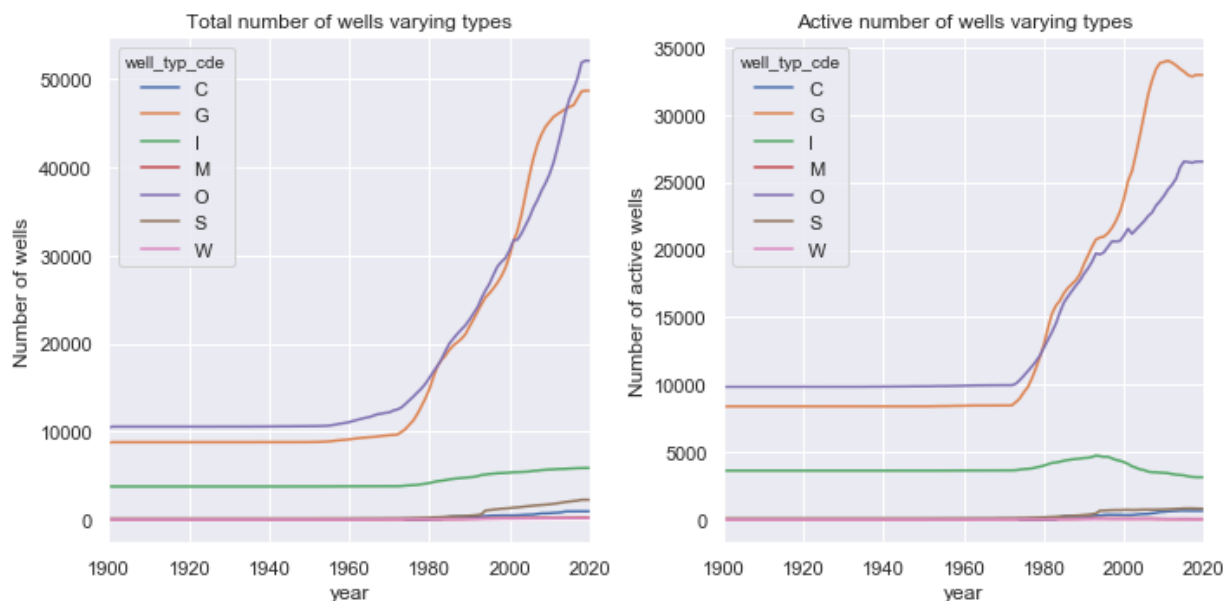 Total number of wells varying types
Number of wells
50000
40000
30000
20000
10000
0
well_typ_cde
C
G
I
M
O
S
W
1900 1920 1940 1960 1980 2000 2020
year
Active number of wells varying types
Number of active wells
35000
30000
25000
20000
15000
10000
5000
0
well_typ_cde
C
G
I
M
O
S
W
1900 1920 1940 1960 1980 2000 2020
year